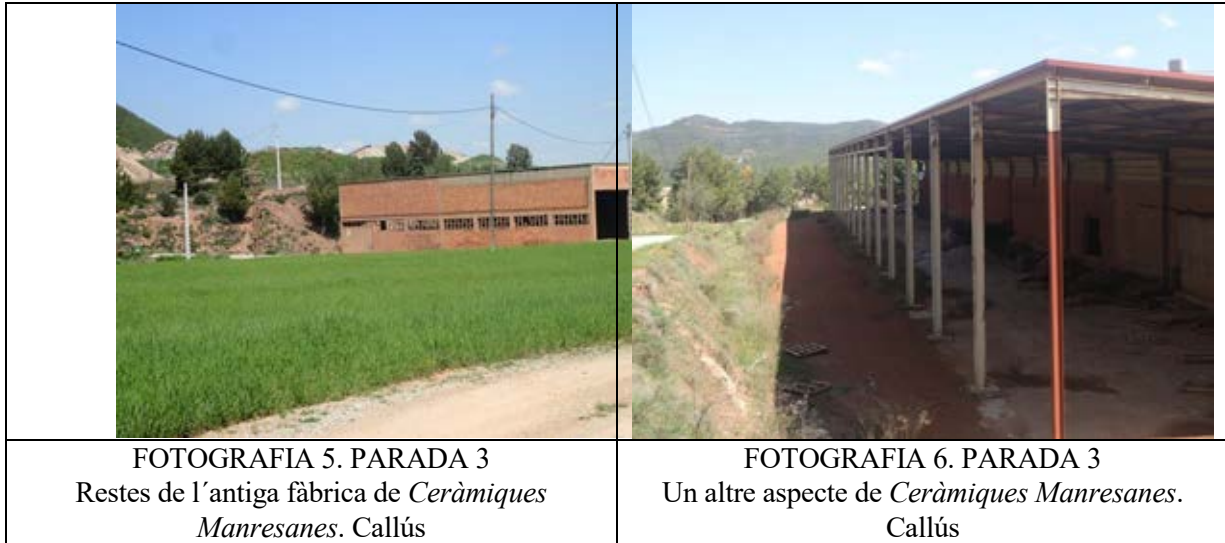 FOTOGRAFIA 5. PARADA 3
Restes de l´antiga fàbrica de Ceràmiques
Manresanes. Callús
FOTOGRAFIA 6. PARADA 3
Un altre aspecte de Ceràmiques Manresanes.
Callús